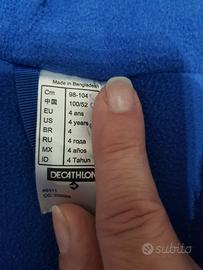 Made in Bangladesh
Cm 98-104
中国 100/52
EU 4 ans
US 4 years
BR 4
RU 4 года
MX 4 años
ID 4 Tahun
DECATHLON
subito